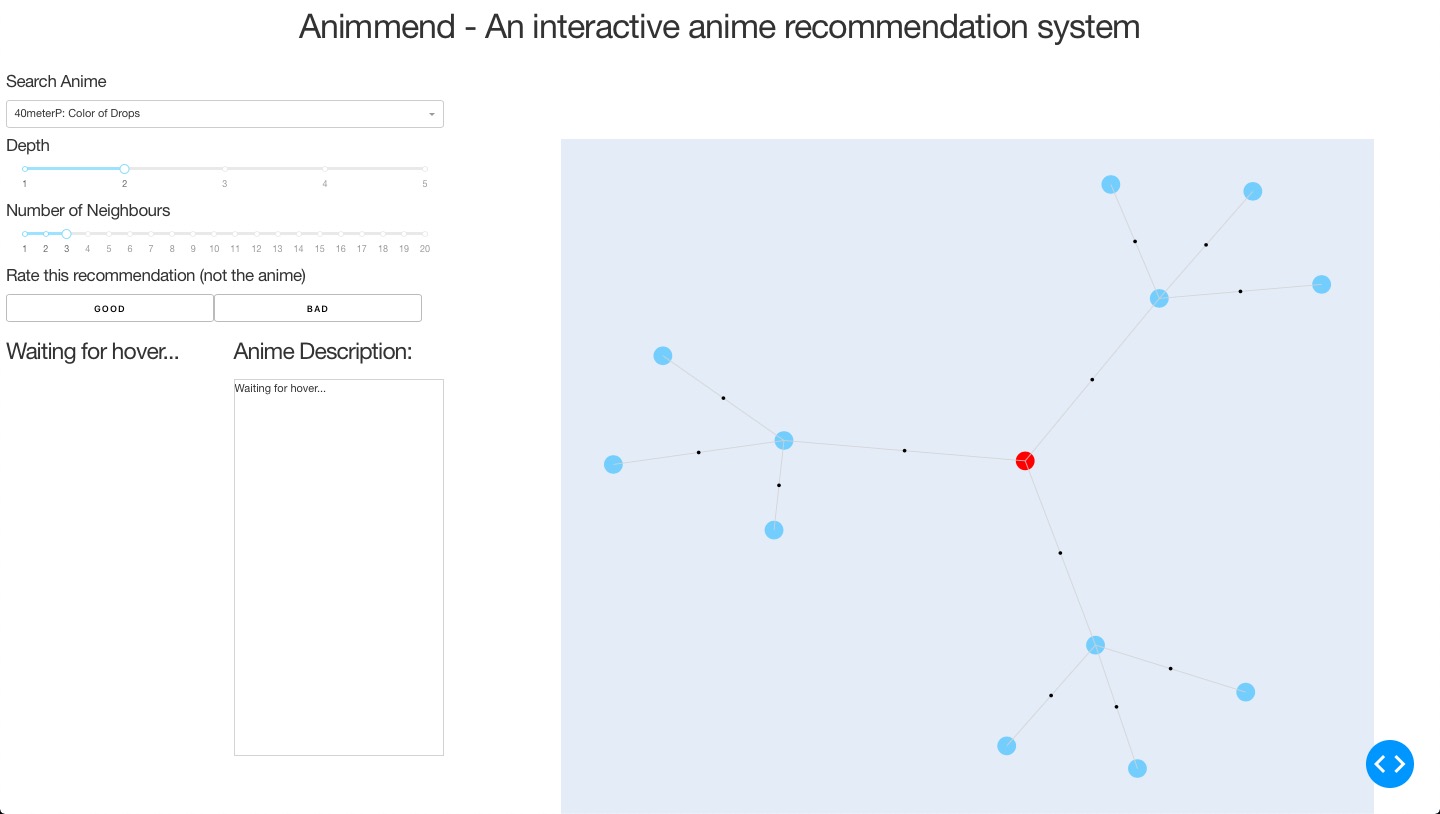 Animmend - An interactive anime recommendation system
Search Anime
40meterP: Color of Drops
Depth
1 2 3 4 5
Number of Neighbours
1 2 3 4 5 6 7 8 9 10 11 12 13 14 15 16 17 18 19 20
Rate this recommendation (not the anime)
GOOD BAD
Waiting for hover... Anime Description:
Waiting for hover...